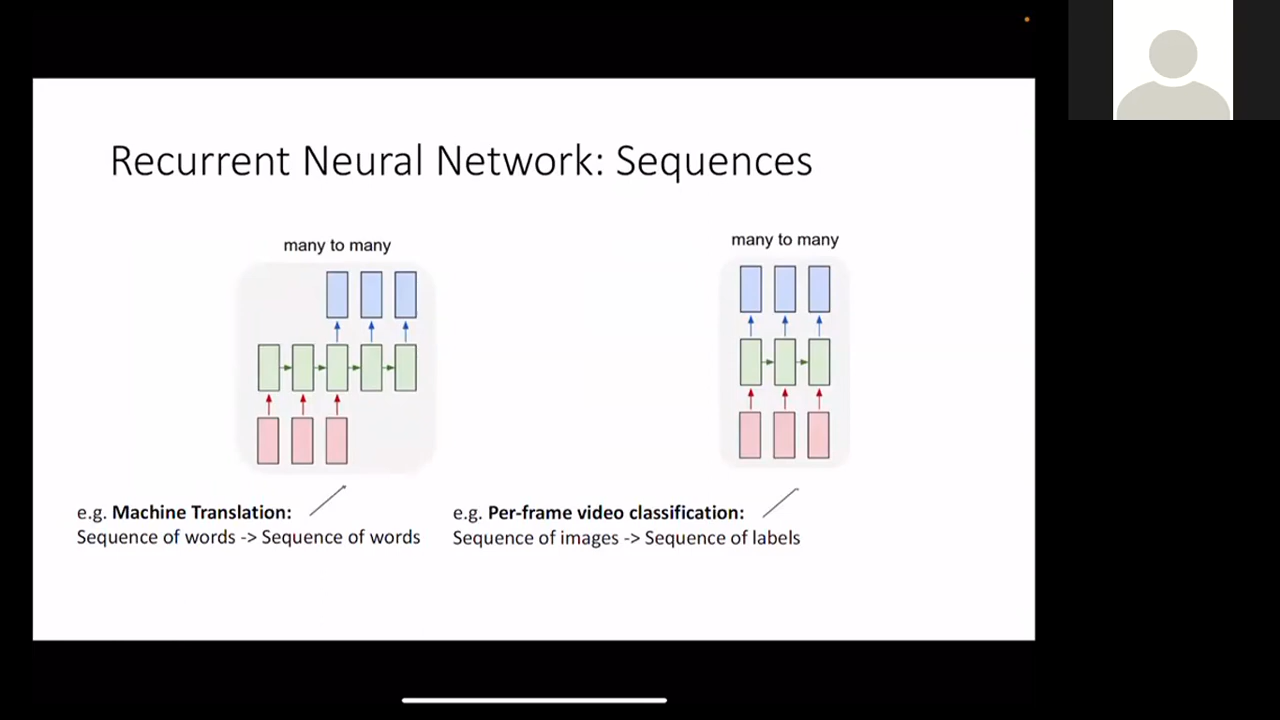 Recurrent Neural Network: Sequences
many to many
many to many
e.g. Machine Translation:
Sequence of words -> Sequence of words
e.g. Per-frame video classification:
Sequence of images -> Sequence of labels